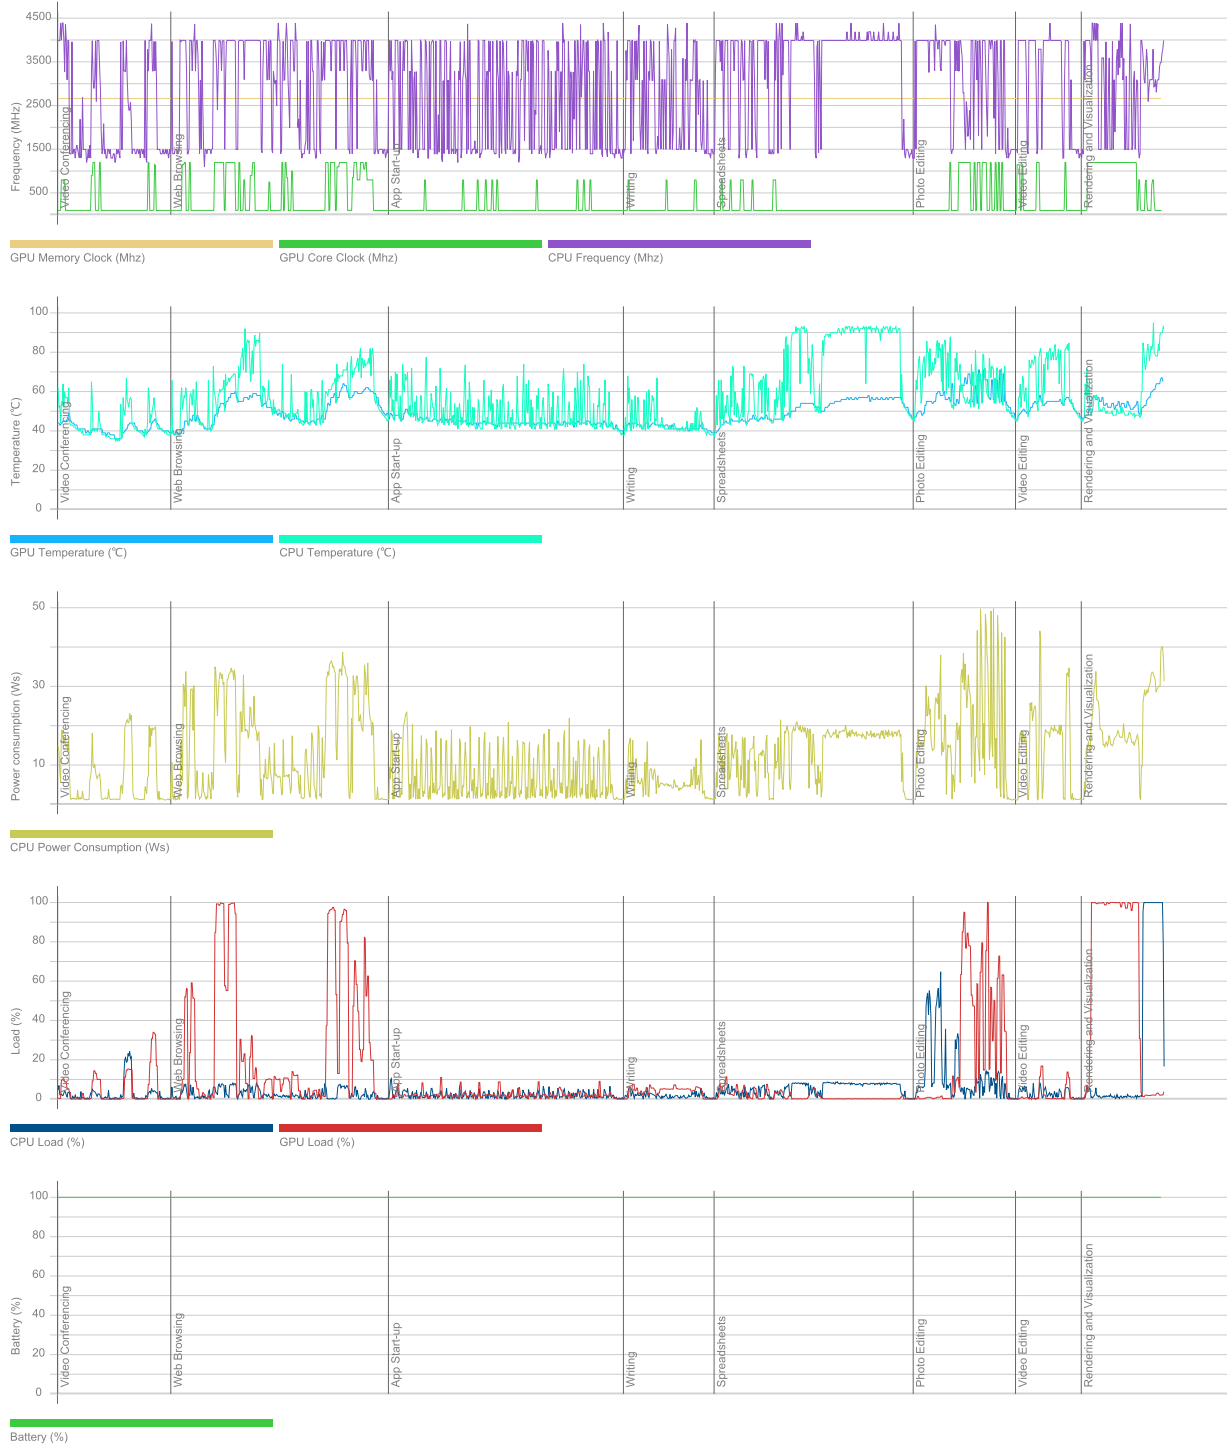 4500
3500
2500
1500
500
Frequency (MHz)
Video Conferencing
Web Browsing
App Start-up
Writing
Spreadsheets
Photo Editing
Video Editing
Rendering and Visualization
GPU Memory Clock (Mhz)
GPU Core Clock (Mhz)
CPU Frequency (Mhz)
100
80
60
40
20
0
Temperature (°C)
Video Conferencing
Web Browsing
App Start-up
Writing
Spreadsheets
Photo Editing
Video Editing
Rendering and Visualization
GPU Temperature (°C)
CPU Temperature (°C)
50
30
10
Power consumption (Ws)
Video Conferencing
Web Browsing
App Start-up
Writing
Spreadsheets
Photo Editing
Video Editing
Rendering and Visualization
CPU Power Consumption (Ws)
100
80
60
40
20
0
Load (%)
Video Conferencing
Web Browsing
App Start-up
Writing
Spreadsheets
Photo Editing
Video Editing
Rendering and Visualization
CPU Load (%)
GPU Load (%)
100
80
60
40
20
0
Battery (%)
Video Conferencing
Web Browsing
App Start-up
Writing
Spreadsheets
Photo Editing
Video Editing
Rendering and Visualization
Battery (%)